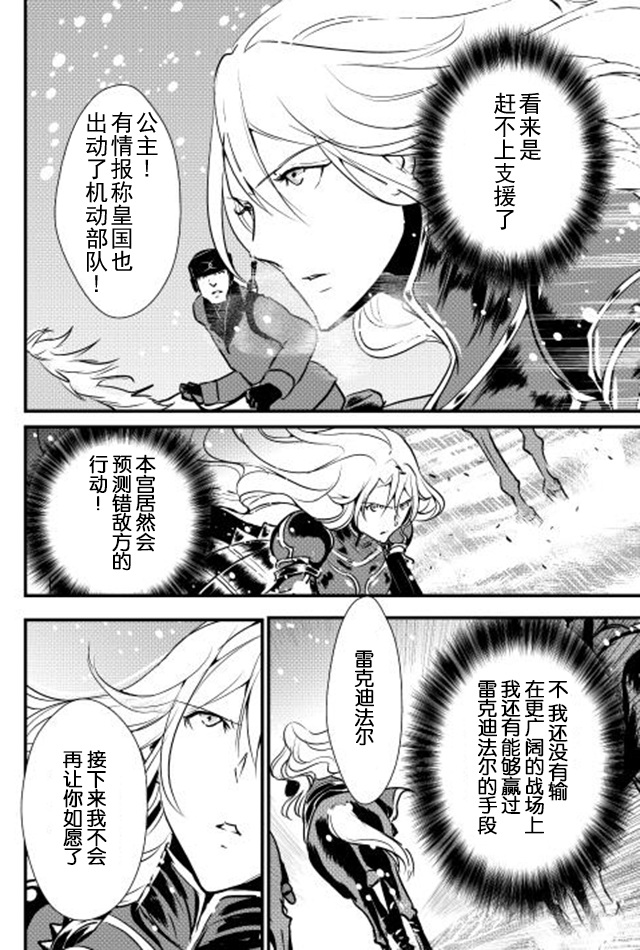 看来是
赶不上支援了
公主！
有情报称皇国也
出动了机动部队！
本宫居然会
预测错敌方的
行动！
不 我还没有输
在更广阔的战场上
我还有能够赢过
雷克迪法尔的手段
雷克迪法尔
接下来我不会
再让你如愿了